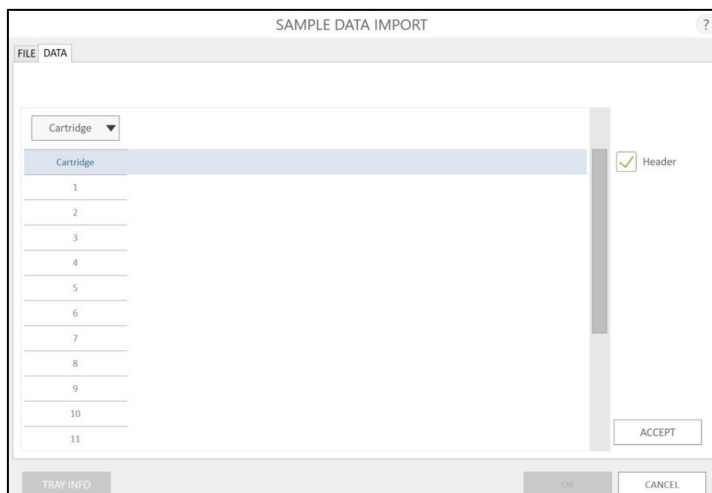 SAMPLE DATA IMPORT ?
FILE DATA
Cartridge
Cartridge
Header
1
2
3
4
5
6
7
8
9
10
11
ACCEPT
TRAY INFO OK CANCEL